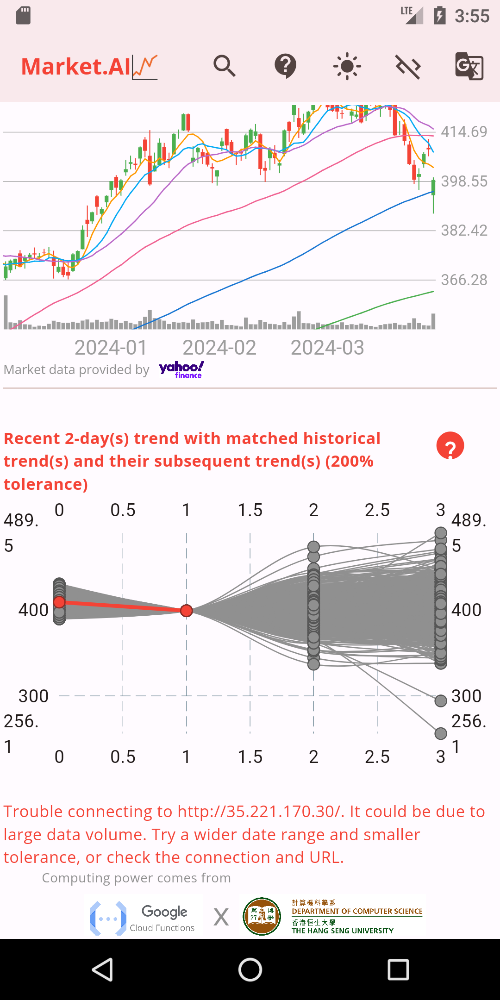 LTE 3:55
Market.AI
414.69
398.55
382.42
366.28
2024-01 2024-02 2024-03
Market data provided by yahoo! finance
Recent 2-day(s) trend with matched historical
trend(s) and their subsequent trend(s) (200%
tolerance)
?
0 0.5 1 1.5 2 2.5 3
489. 489.
5 5
400 400
300 300
256. 256.
1 1
0 0.5 1 1.5 2 2.5 3
Trouble connecting to http://35.221.170.30/. It could be due to
large data volume. Try a wider date range and smaller
tolerance, or check the connection and URL.
Computing power comes from
Google
Cloud Functions
X
篤 博
行 學
計算機科學系
DEPARTMENT OF COMPUTER SCIENCE
香港恒生大學
THE HANG SENG UNIVERSITY